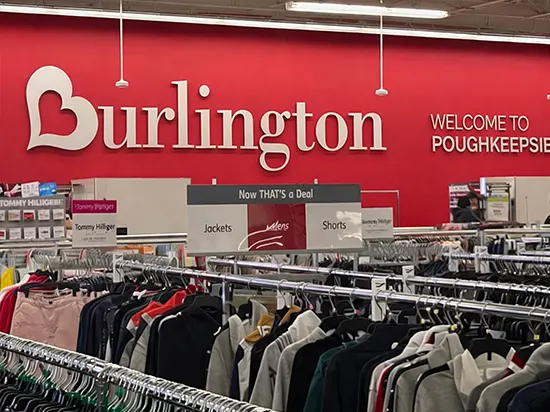 Burlington
WELCOME TO
POUGHKEEPSIE
Now THAT'S a Deal
Jackets
Mens
Shorts
TOMMY HILFIGER
Tommy Hilfiger
Tommy Hilfiger